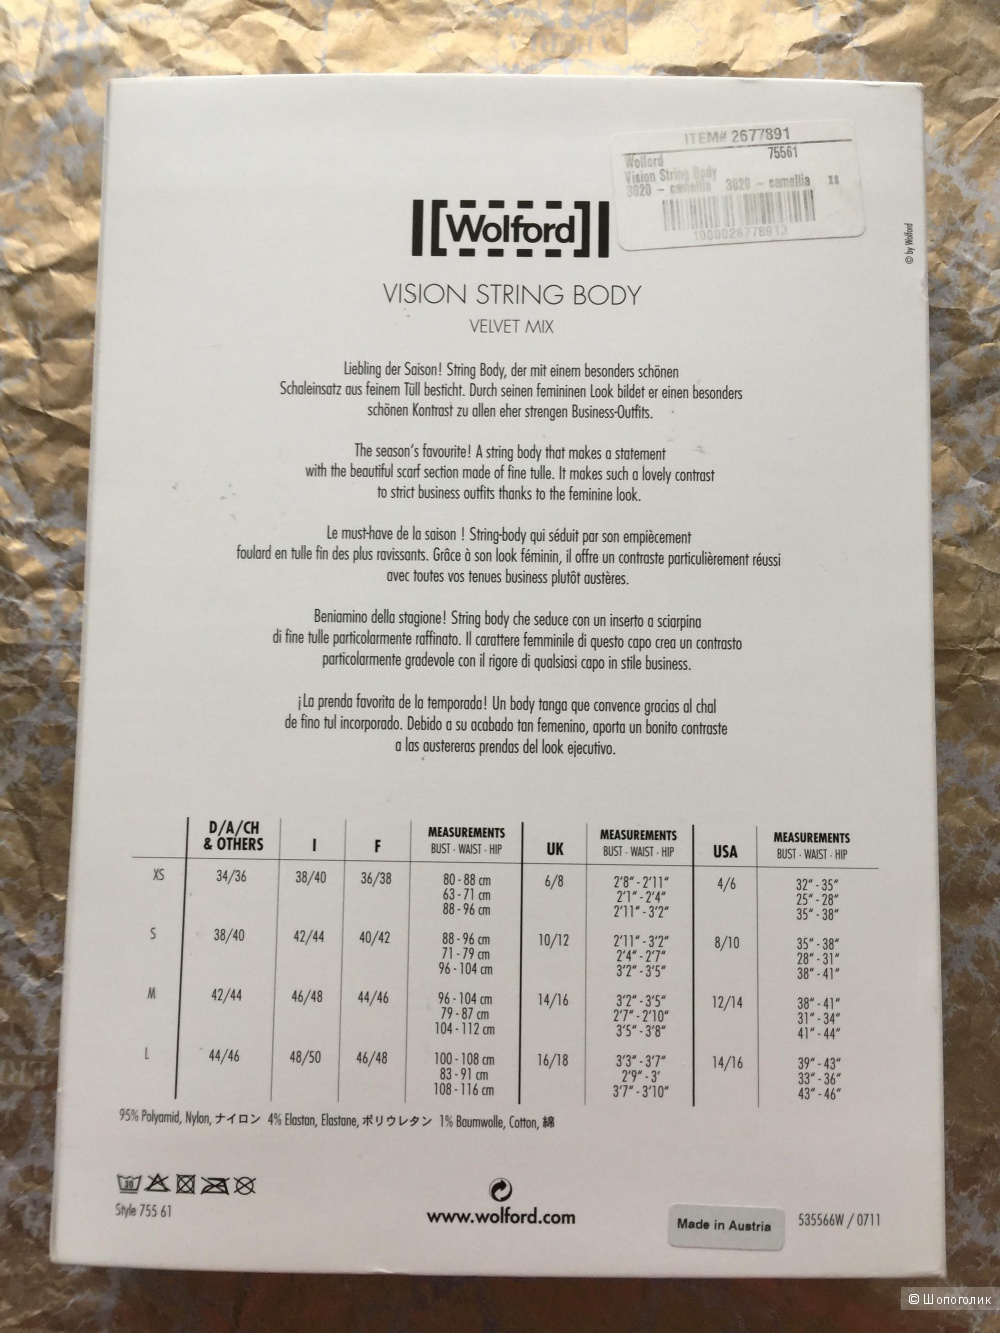 ITEM# 2677891
Wolford 75561
Vision String Body
3020 - camellia 3020 - camellia XS
1000026778913
© by Wolford
Wolford
VISION STRING BODY
VELVET MIX
Liebling der Saison! String Body, der mit einem besonders schönen
Schaleinsatz aus feinem Tüll besticht. Durch seinen femininen Look bildet er einen besonders
schönen Kontrast zu allen eher strengen Business-Outfits.
The season's favourite! A string body that makes a statement
with the beautiful scarf section made of fine tulle. It makes such a lovely contrast
to strict business outfits thanks to the feminine look.
Le must-have de la saison ! String-body qui séduit par son empiècement
foulard en tulle fin des plus ravissants. Grâce à son look féminin, il offre un contraste particulièrement réussi
avec toutes vos tenues business plutôt austères.
Beniamino della stagione! String body che seduce con un inserto a sciarpina
di fine tulle particolarmente raffinato. Il carattere femminile di questo capo crea un contrasto
particolarmente gradevole con il rigore di qualsiasi capo in stile business.
¡La prenda favorita de la temporada! Un body tanga que convence gracias al chal
de fino tul incorporado. Debido a su acabado tan femenino, aporta un bonito contraste
a las austereras prendas del look ejecutivo.
D/A/CH & OTHERS I F MEASUREMENTS BUST · WAIST · HIP UK MEASUREMENTS BUST · WAIST · HIP USA MEASUREMENTS BUST · WAIST · HIP
XS 34/36 38/40 36/38 80 - 88 cm 6/8 2'8" - 2'11" 4/6 32" - 35"
63 - 71 cm 2'1" - 2'4" 25" - 28"
88 - 96 cm 2'11" - 3'2" 35" - 38"
S 38/40 42/44 40/42 88 - 96 cm 10/12 2'11" - 3'2" 8/10 35" - 38"
71 - 79 cm 2'4" - 2'7" 28" - 31"
96 - 104 cm 3'2" - 3'5" 38" - 41"
M 42/44 46/48 44/46 96 - 104 cm 14/16 3'2" - 3'5" 12/14 38" - 41"
79 - 87 cm 2'7" - 2'10" 31" - 34"
104 - 112 cm 3'5" - 3'8" 41" - 44"
L 44/46 48/50 46/48 100 - 108 cm 16/18 3'3" - 3'7" 14/16 39" - 43"
83 - 91 cm 2'9" - 3' 33" - 36"
108 - 116 cm 3'7" - 3'10" 43" - 46"
95% Polyamid, Nylon, ナイロン 4% Elastan, Elastane, ポリウレタン 1% Baumwolle, Cotton, 綿
30
Style 755 61
www.wolford.com
Made in Austria
535566W / 0711
© Шопоголик